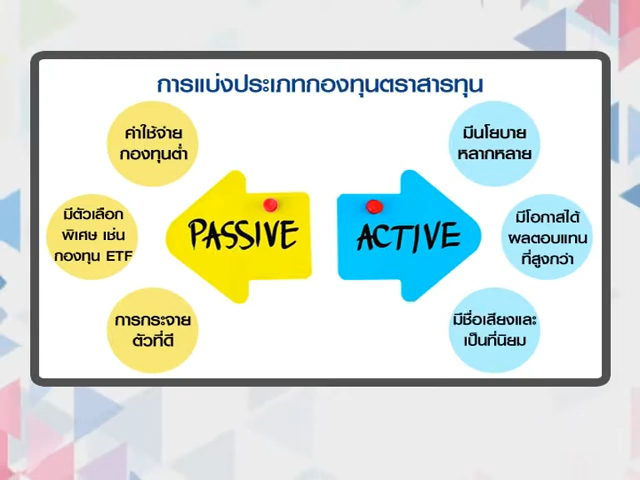 การแบ่งประเภทกองทุนตราสารทุน
ค่าใช้จ่าย
กองทุนต่ำ
มีตัวเลือก
พิเศษ เช่น
กองทุน ETF
การกระจาย
ตัวที่ดี
PASSIVE
ACTIVE
มีนโยบาย
หลากหลาย
มีโอกาสได้
ผลตอบแทน
ที่สูงกว่า
มีชื่อเสียงและ
เป็นที่นิยม